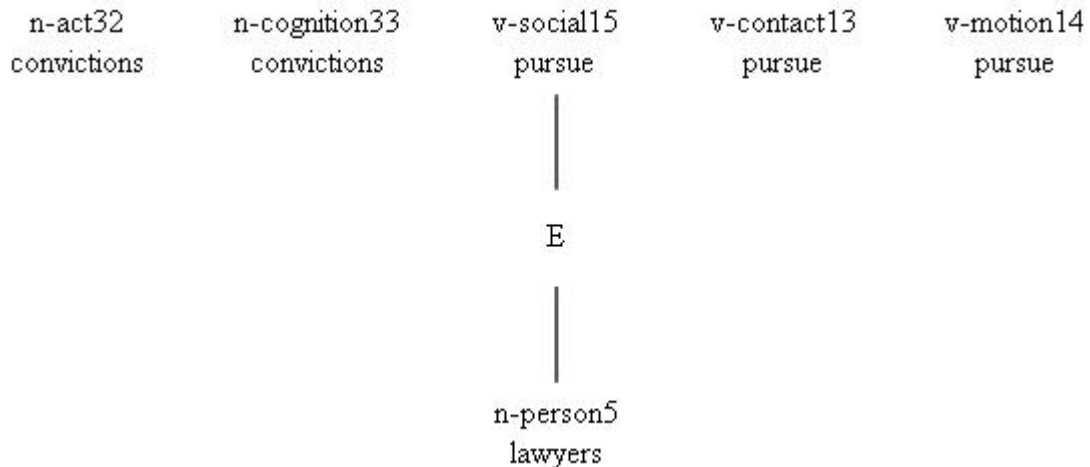 n-act32 n-cognition33 v-social15 v-contact13 v-motion14
convictions convictions pursue pursue pursue
E
n-person5
lawyers